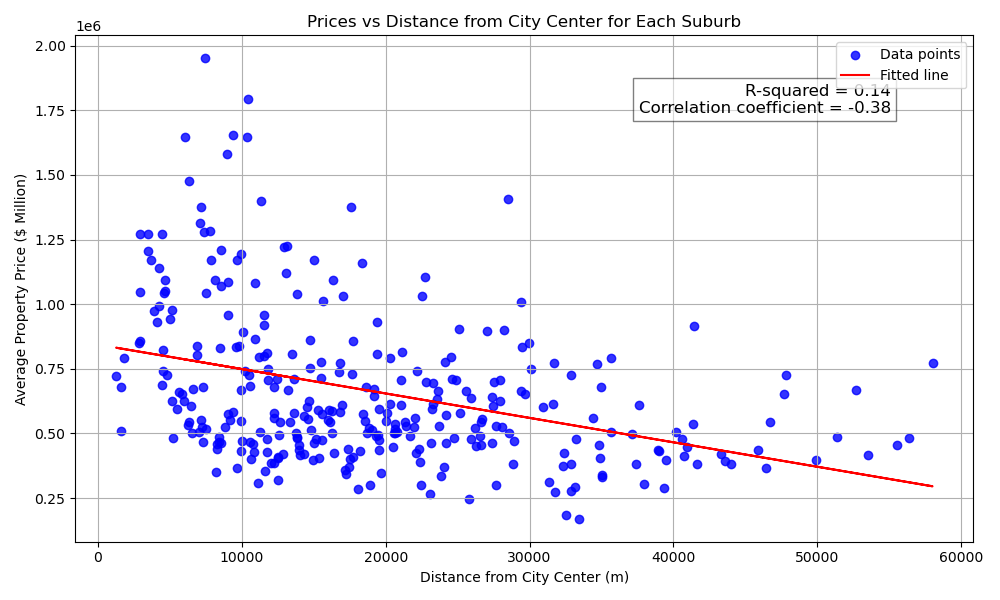 Prices vs Distance from City Center for Each Suburb
1e6
Data points
Fitted line
R-squared = 0.14
Correlation coefficient = -0.38
Average Property Price ($ Million)
2.00
1.75
1.50
1.25
1.00
0.75
0.50
0.25
0
10000
20000
30000
40000
50000
60000
Distance from City Center (m)